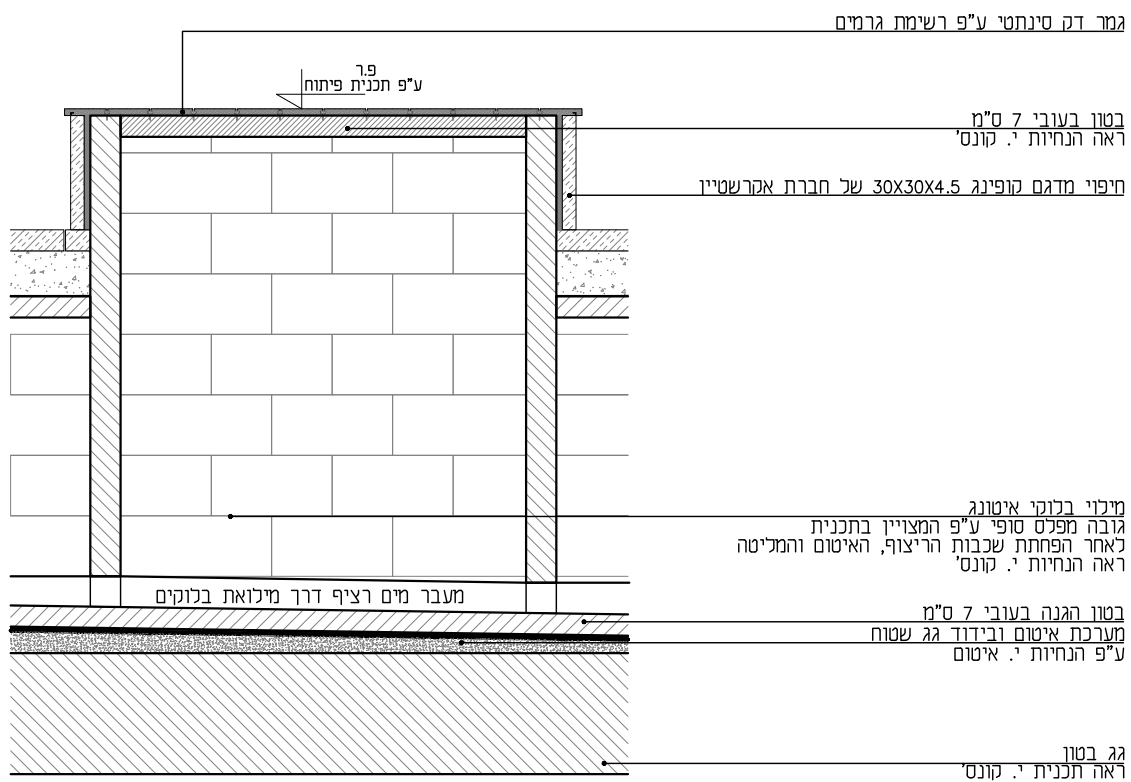 גמר דק סינתטי ע"פ רשימת גרמים
פ.ר
ע"פ תכנית פיתוח
בטון בעובי 7 ס"מ
ראה הנחיות י. קונס'
חיפוי מדגם קופינג 30X30X4.5 של חברת אקרשטיין
מילוי בלוקי איטונג
גובה מפלס סופי ע"פ המצויין בתכנית
לאחר הפחתת שכבות הריצוף, האיטום והמליטה
ראה הנחיות י. קונס'
מעבר מים רציף דרך מילואת בלוקים
בטון הגנה בעובי 7 ס"מ
מערכת איטום ובידוד גג שטוח
ע"פ הנחיות י. איטום
גג בטון
ראה תכנית י. קונס'